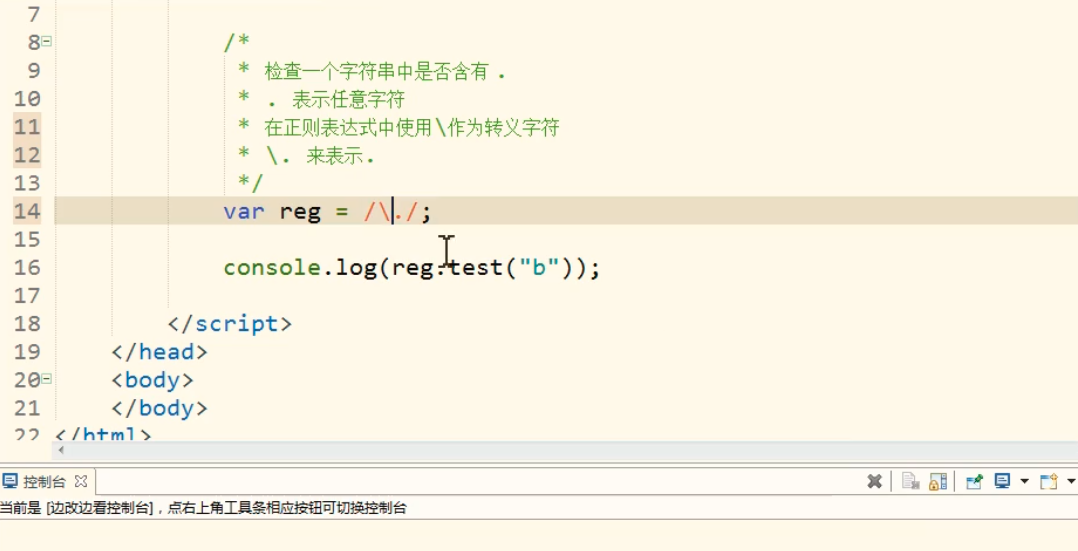 7
8 /*
9 * 检查一个字符串中是否含有 .
10 * . 表示任意字符
11 * 在正则表达式中使用\作为转义字符
12 * \. 来表示.
13 */
14 var reg = /\./;
15
16 console.log(reg.test("b"));
17
18 </script>
19 </head>
20 <body>
21 </body>
22 </html>
控制台
当前是 [边改边看控制台]，点右上角工具条相应按钮可切换控制台